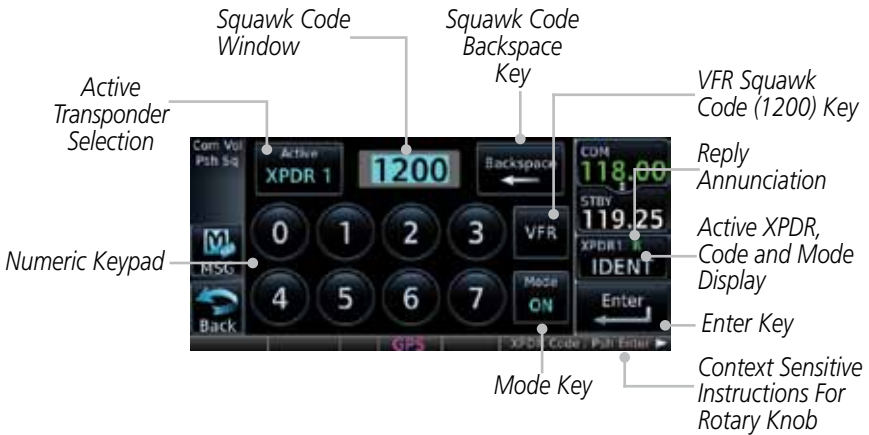 Squawk Code
Window
Squawk Code
Backspace
Key
Active
Transponder
Selection
VFR Squawk
Code (1200) Key
Reply
Annunciation
Active XPDR,
Code and Mode
Display
Numeric Keypad
Enter Key
Mode Key
Context Sensitive
Instructions For
Rotary Knob
Com Vol
Psh Sq
Active
XPDR 1
1200
Backspace
COM
118.00
STBY
119.25
0
1
2
3
VFR
XPDR1 R
IDENT
MSG
4
5
6
7
Mode
ON
Enter
Back
GPS
XPDR Code / Psh Enter